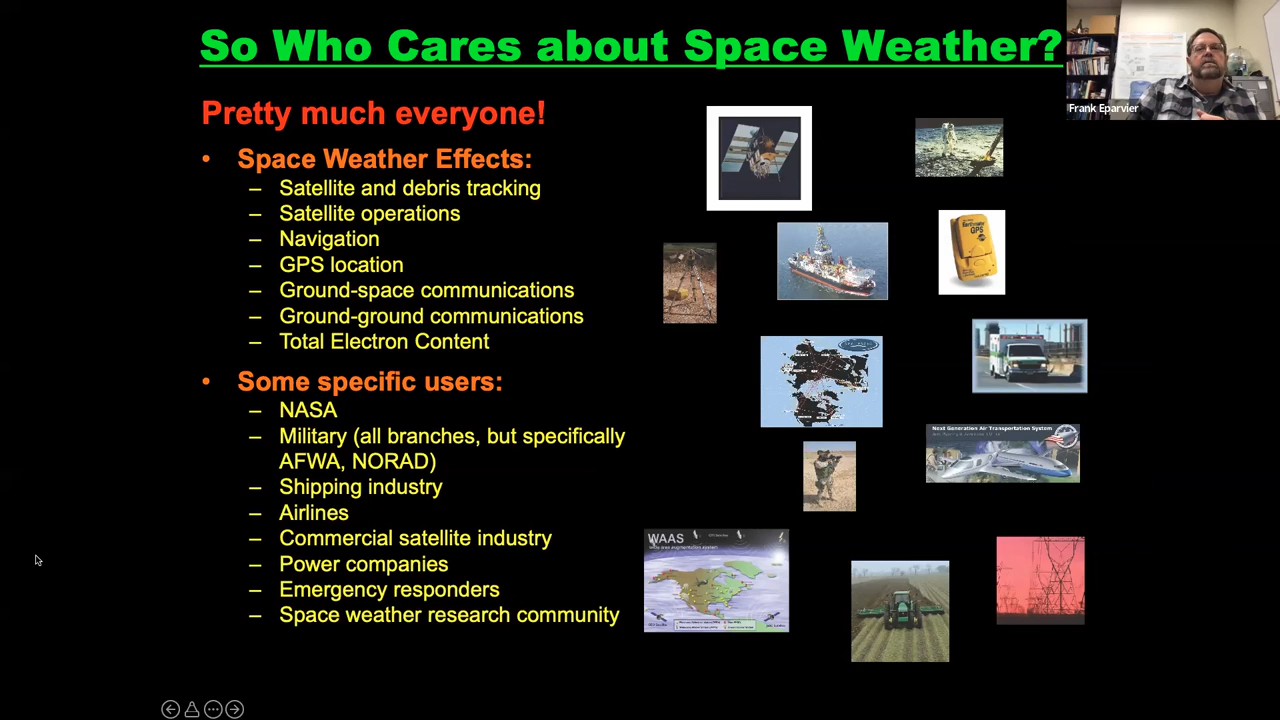 So Who Cares about Space Weather?
Frank Eparvier
Pretty much everyone!
• Space Weather Effects:
– Satellite and debris tracking
– Satellite operations
– Navigation
– GPS location
– Ground-space communications
– Ground-ground communications
– Total Electron Content
• Some specific users:
– NASA
– Military (all branches, but specifically
AFWA, NORAD)
– Shipping industry
– Airlines
– Commercial satellite industry
– Power companies
– Emergency responders
– Space weather research community
GPS
Next Generation Air Transportation System
WAAS